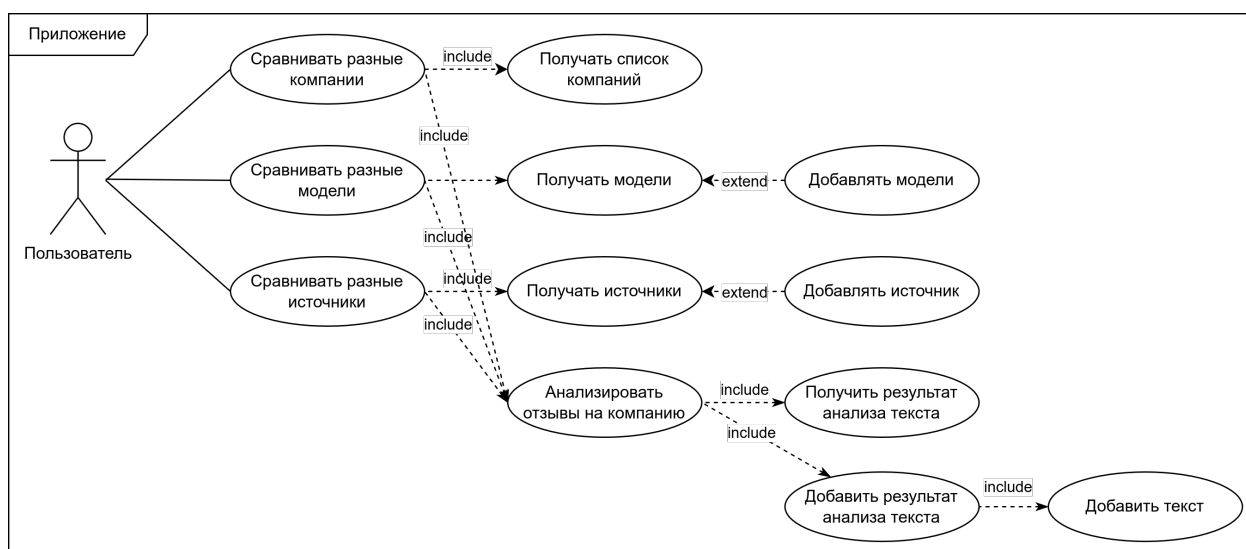 Приложение
Сравнивать разные
компании
include
Получать список
компаний
include
Сравнивать разные
модели
Получать модели
extend
Добавлять модели
Пользователь
include
Сравнивать разные
источники
include
Получать источники
extend
Добавлять источник
include
Анализировать
отзывы на компанию
include
Получить результат
анализа текста
include
Добавить результат
анализа текста
include
Добавить текст